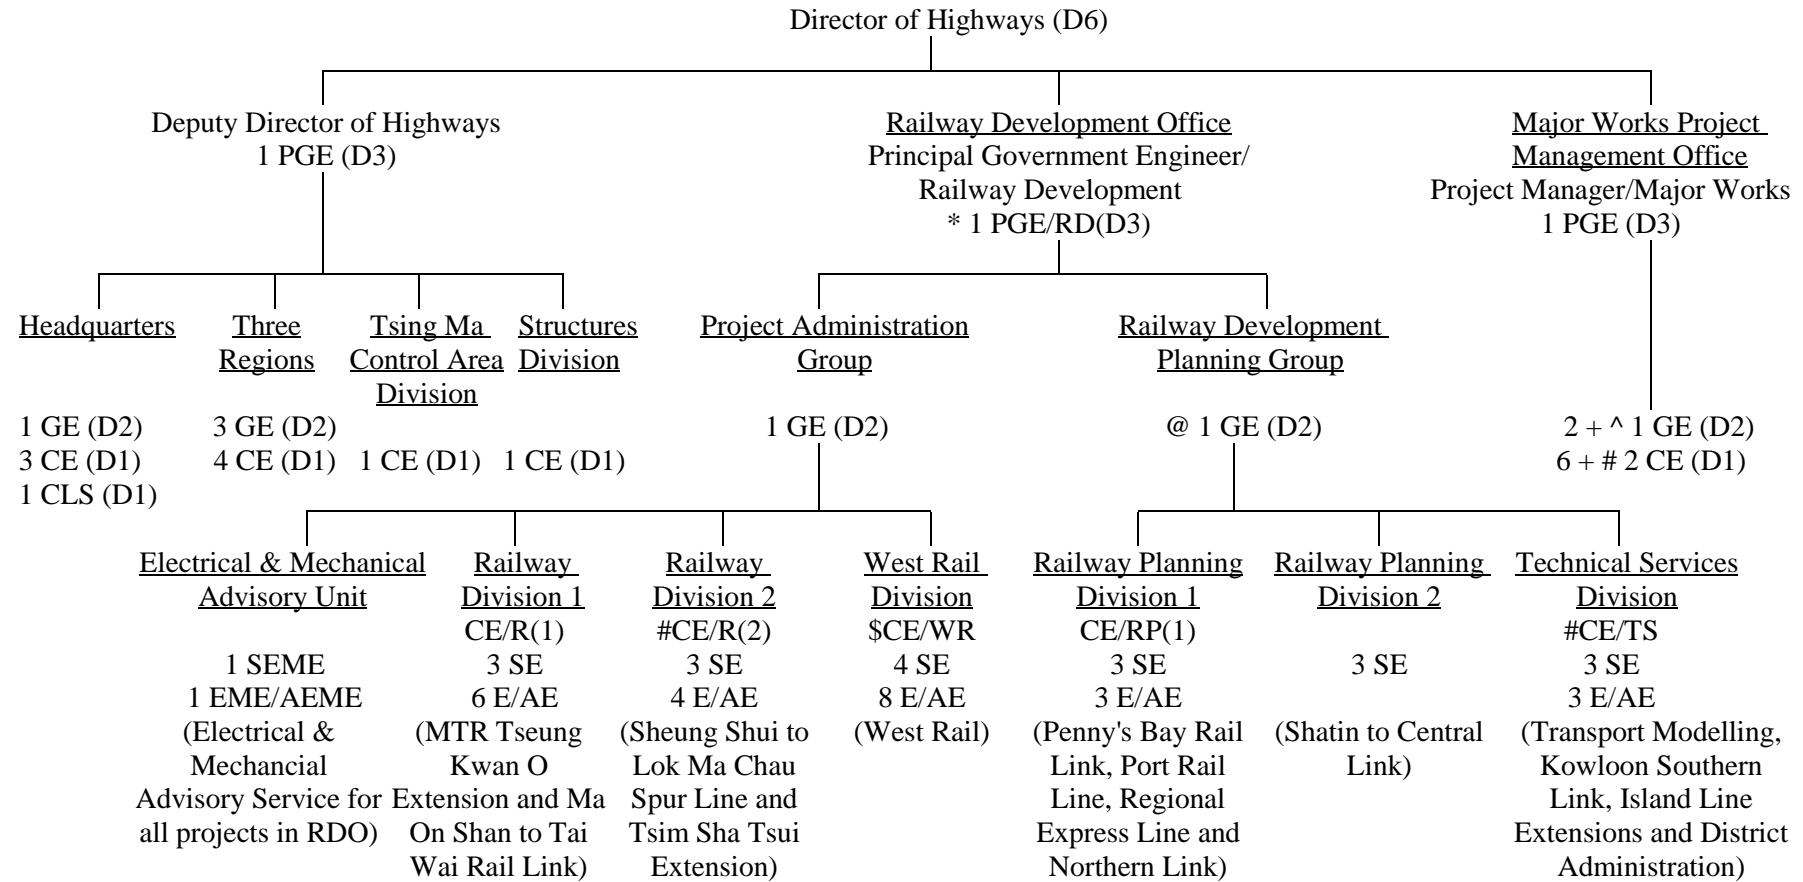 Director of Highways (D6)
Deputy Director of Highways
1 PGE (D3)
Railway Development Office
Principal Government Engineer/
Railway Development
* 1 PGE/RD(D3)
Major Works Project
Management Office
Project Manager/Major Works
1 PGE (D3)
Headquarters
1 GE (D2)
3 CE (D1)
1 CLS (D1)
Three
Regions
3 GE (D2)
4 CE (D1)
Tsing Ma
Control Area
Division
1 CE (D1)
Structures
Division
1 CE (D1)
Project Administration
Group
1 GE (D2)
Railway Development
Planning Group
@ 1 GE (D2)
2 + ^ 1 GE (D2)
6 + # 2 CE (D1)
Electrical & Mechanical
Advisory Unit
1 SEME
1 EME/AEME
(Electrical &
Mechancial
Advisory Service for
all projects in RDO)
Railway
Division 1
CE/R(1)
3 SE
6 E/AE
(MTR Tseung
Kwan O
Extension and Ma
On Shan to Tai
Wai Rail Link)
Railway
Division 2
#CE/R(2)
3 SE
4 E/AE
(Sheung Shui to
Lok Ma Chau
Spur Line and
Tsim Sha Tsui
Extension)
West Rail
Division
$CE/WR
4 SE
8 E/AE
(West Rail)
Railway Planning
Division 1
CE/RP(1)
3 SE
3 E/AE
(Penny's Bay Rail
Link, Port Rail
Line, Regional
Express Line and
Northern Link)
Railway Planning
Division 2
3 SE
(Shatin to Central
Link)
Technical Services
Division
#CE/TS
3 SE
3 E/AE
(Transport Modelling,
Kowloon Southern
Link, Island Line
Extensions and District
Administration)